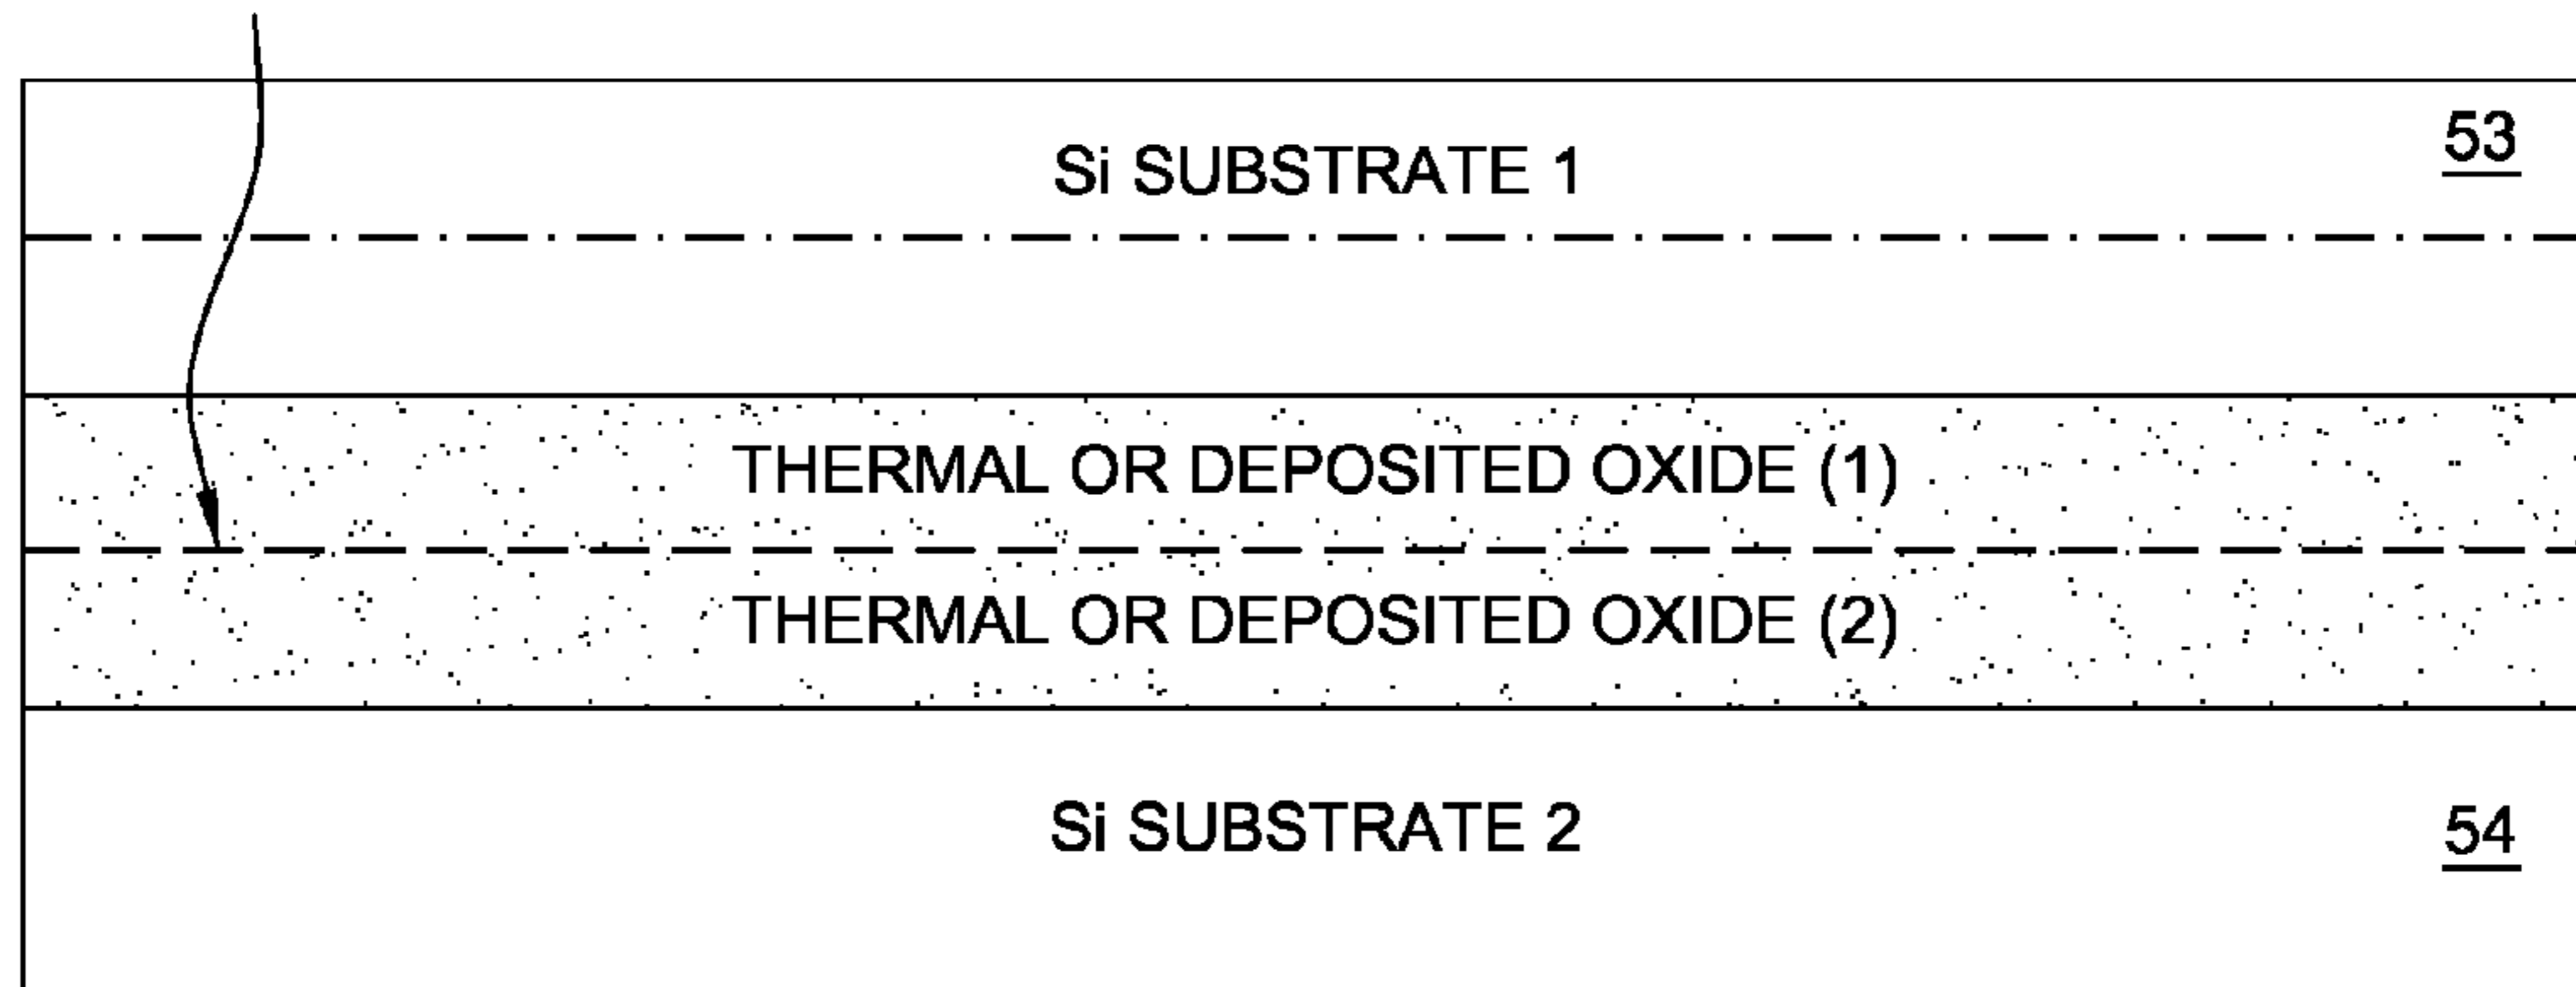 53
Si SUBSTRATE 1
THERMAL OR DEPOSITED OXIDE (1)
THERMAL OR DEPOSITED OXIDE (2)
Si SUBSTRATE 2
54